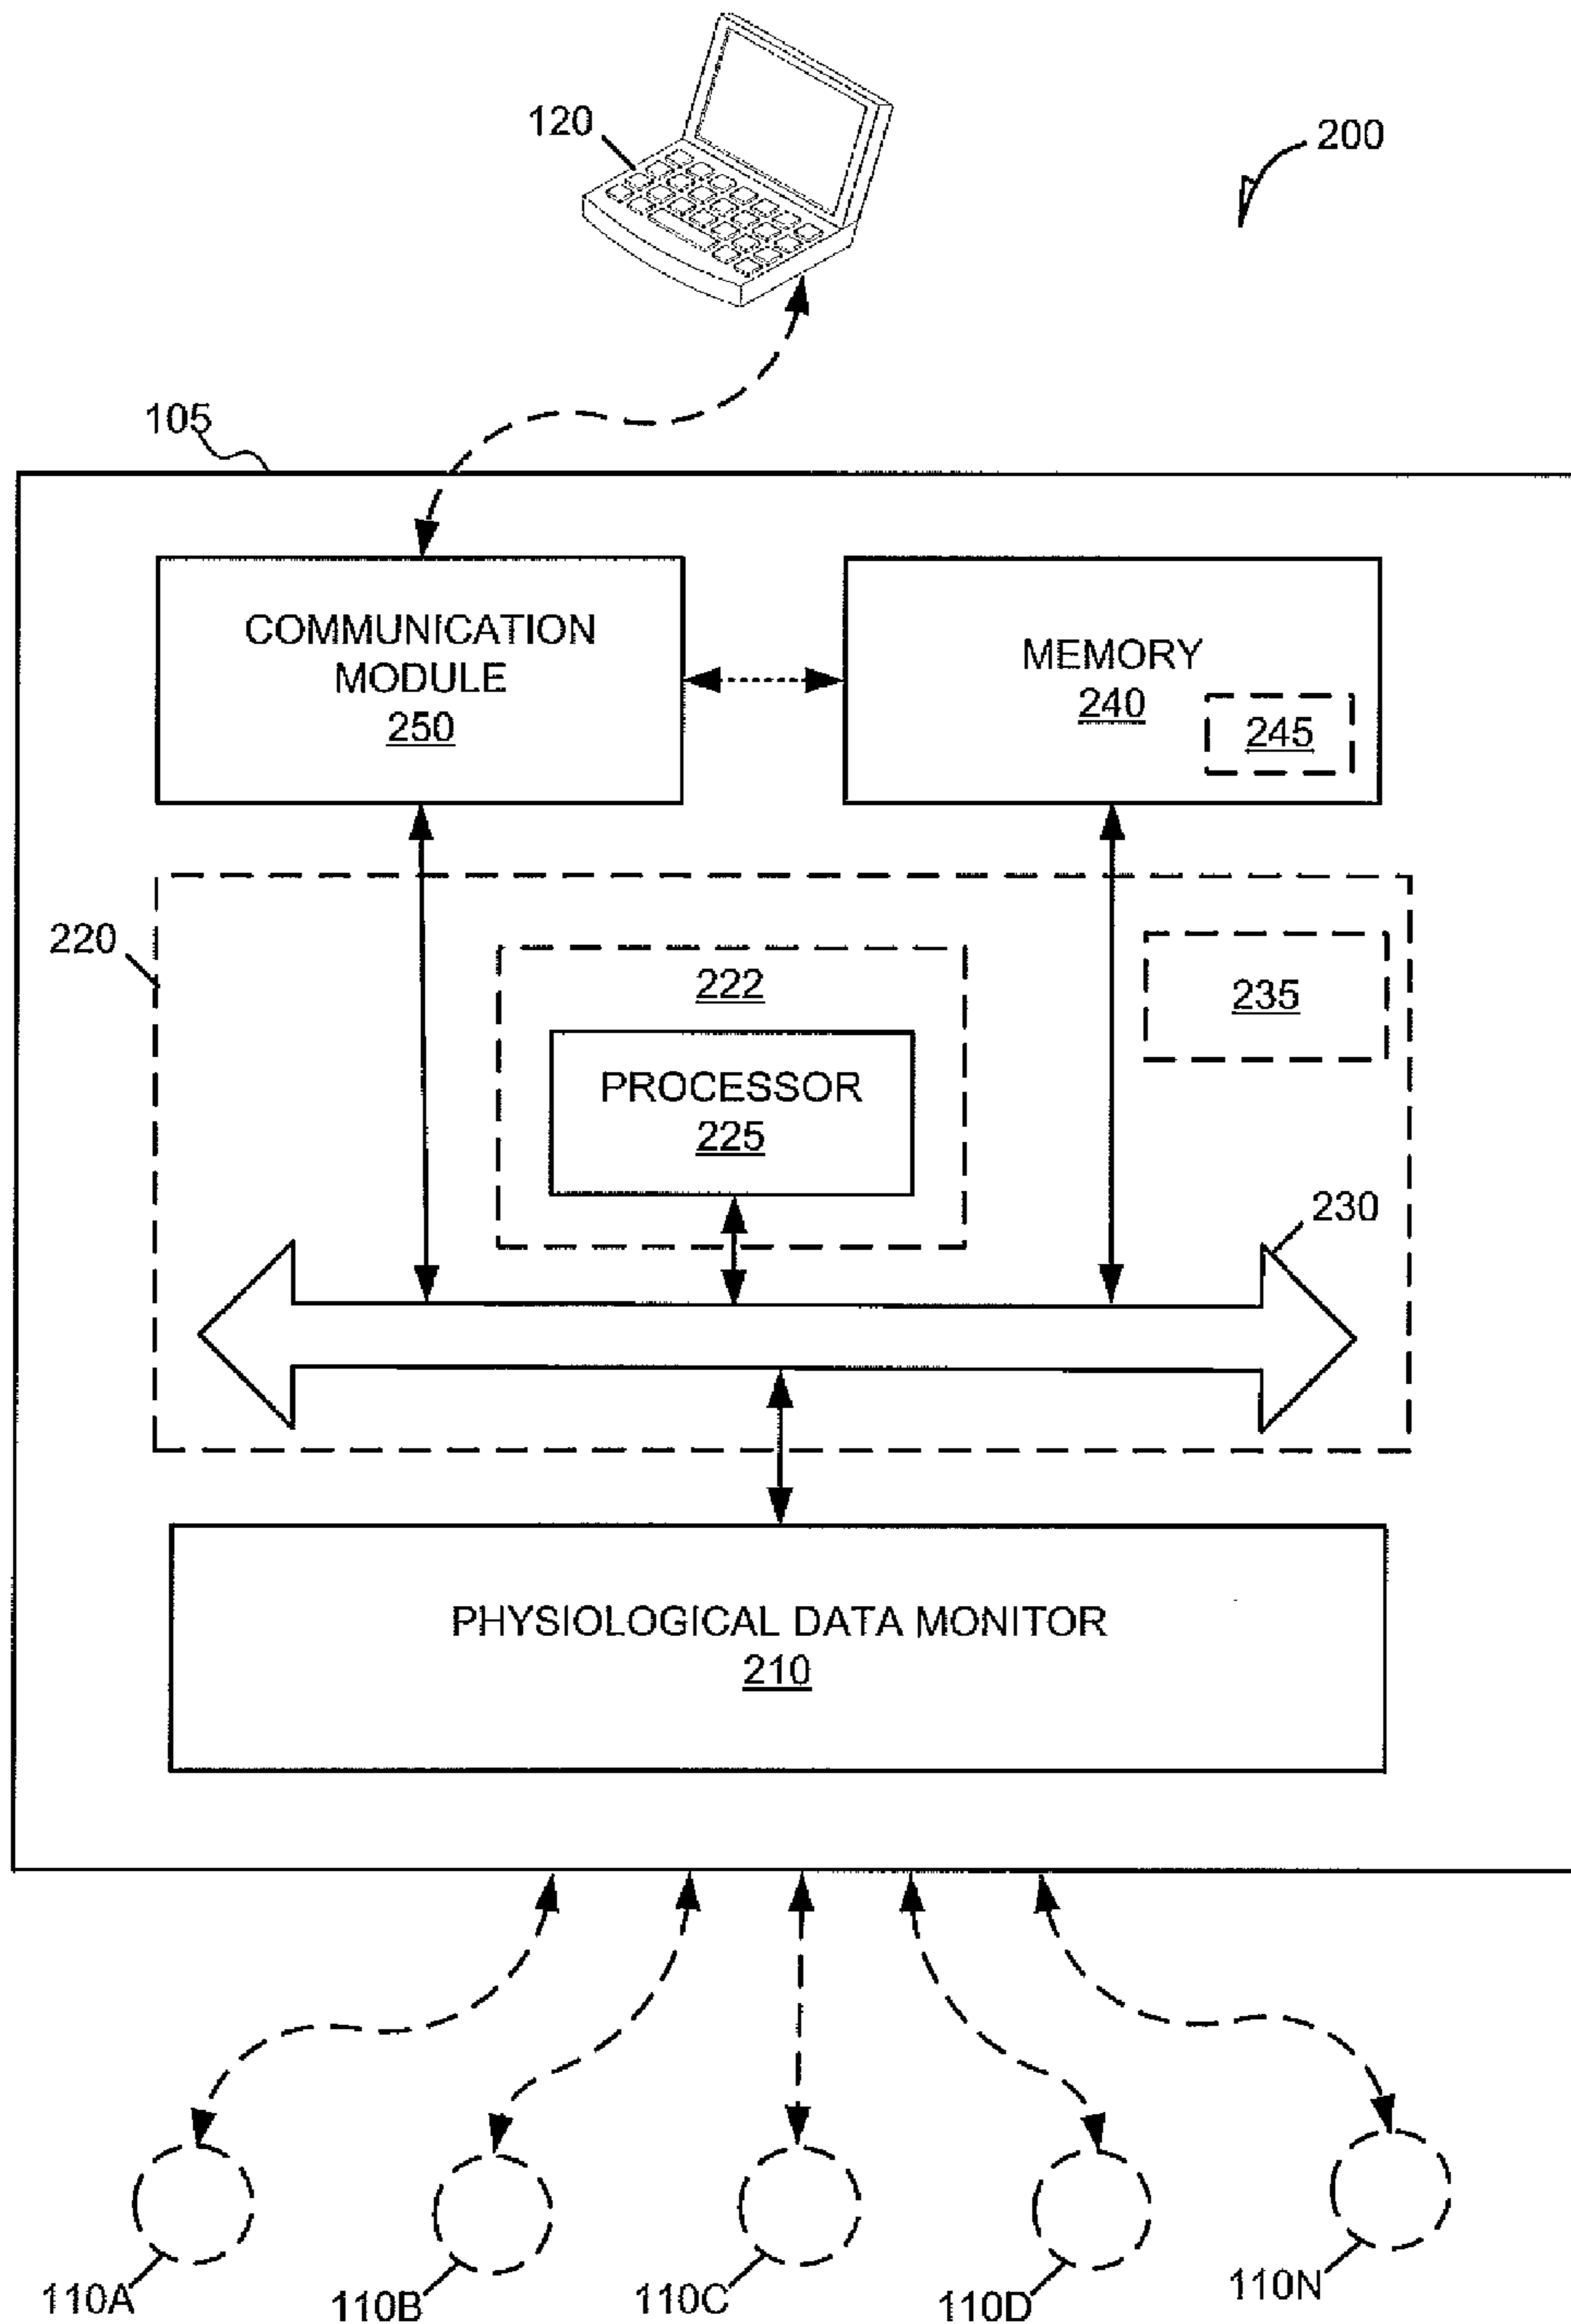 120
200
105
COMMUNICATION
MODULE
250
MEMORY
240
245
220
222
235
PROCESSOR
225
230
PHYSIOLOGICAL DATA MONITOR
210
110A
110B
110C
110D
110N